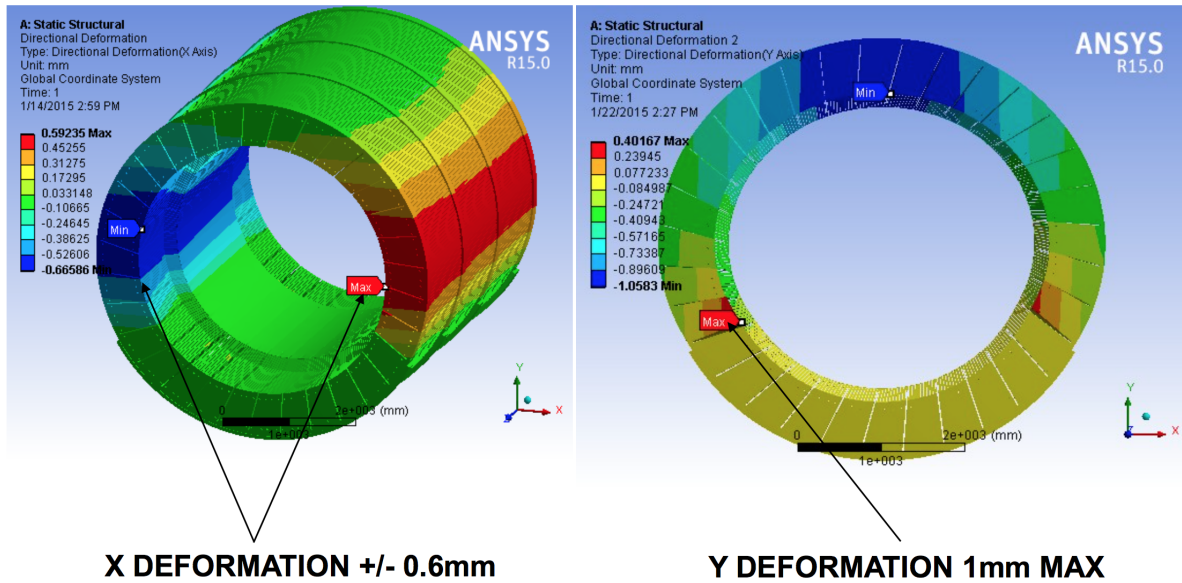 A: Static Structural
Directional Deformation
Type: Directional Deformation(X Axis)
Unit: mm
Global Coordinate System
Time: 1
1/14/2015 2:59 PM
ANSYS
R15.0
0.59235 Max
0.45255
0.31275
0.17295
0.033148
-0.10665
-0.24645
-0.38625
-0.52606
-0.66586 Min
Min
Max
0
2e+003 (mm)
1e+003
Y
X
Z
X DEFORMATION +/- 0.6mm
A: Static Structural
Directional Deformation 2
Type: Directional Deformation(Y Axis)
Unit: mm
Global Coordinate System
Time: 1
1/22/2015 2:27 PM
ANSYS
R15.0
0.40167 Max
0.23945
0.077233
-0.084987
-0.24721
-0.40943
-0.57165
-0.73387
-0.89609
-1.0583 Min
Min
Max
0
2e+003 (mm)
1e+003
Y
X
Z
Y DEFORMATION 1mm MAX